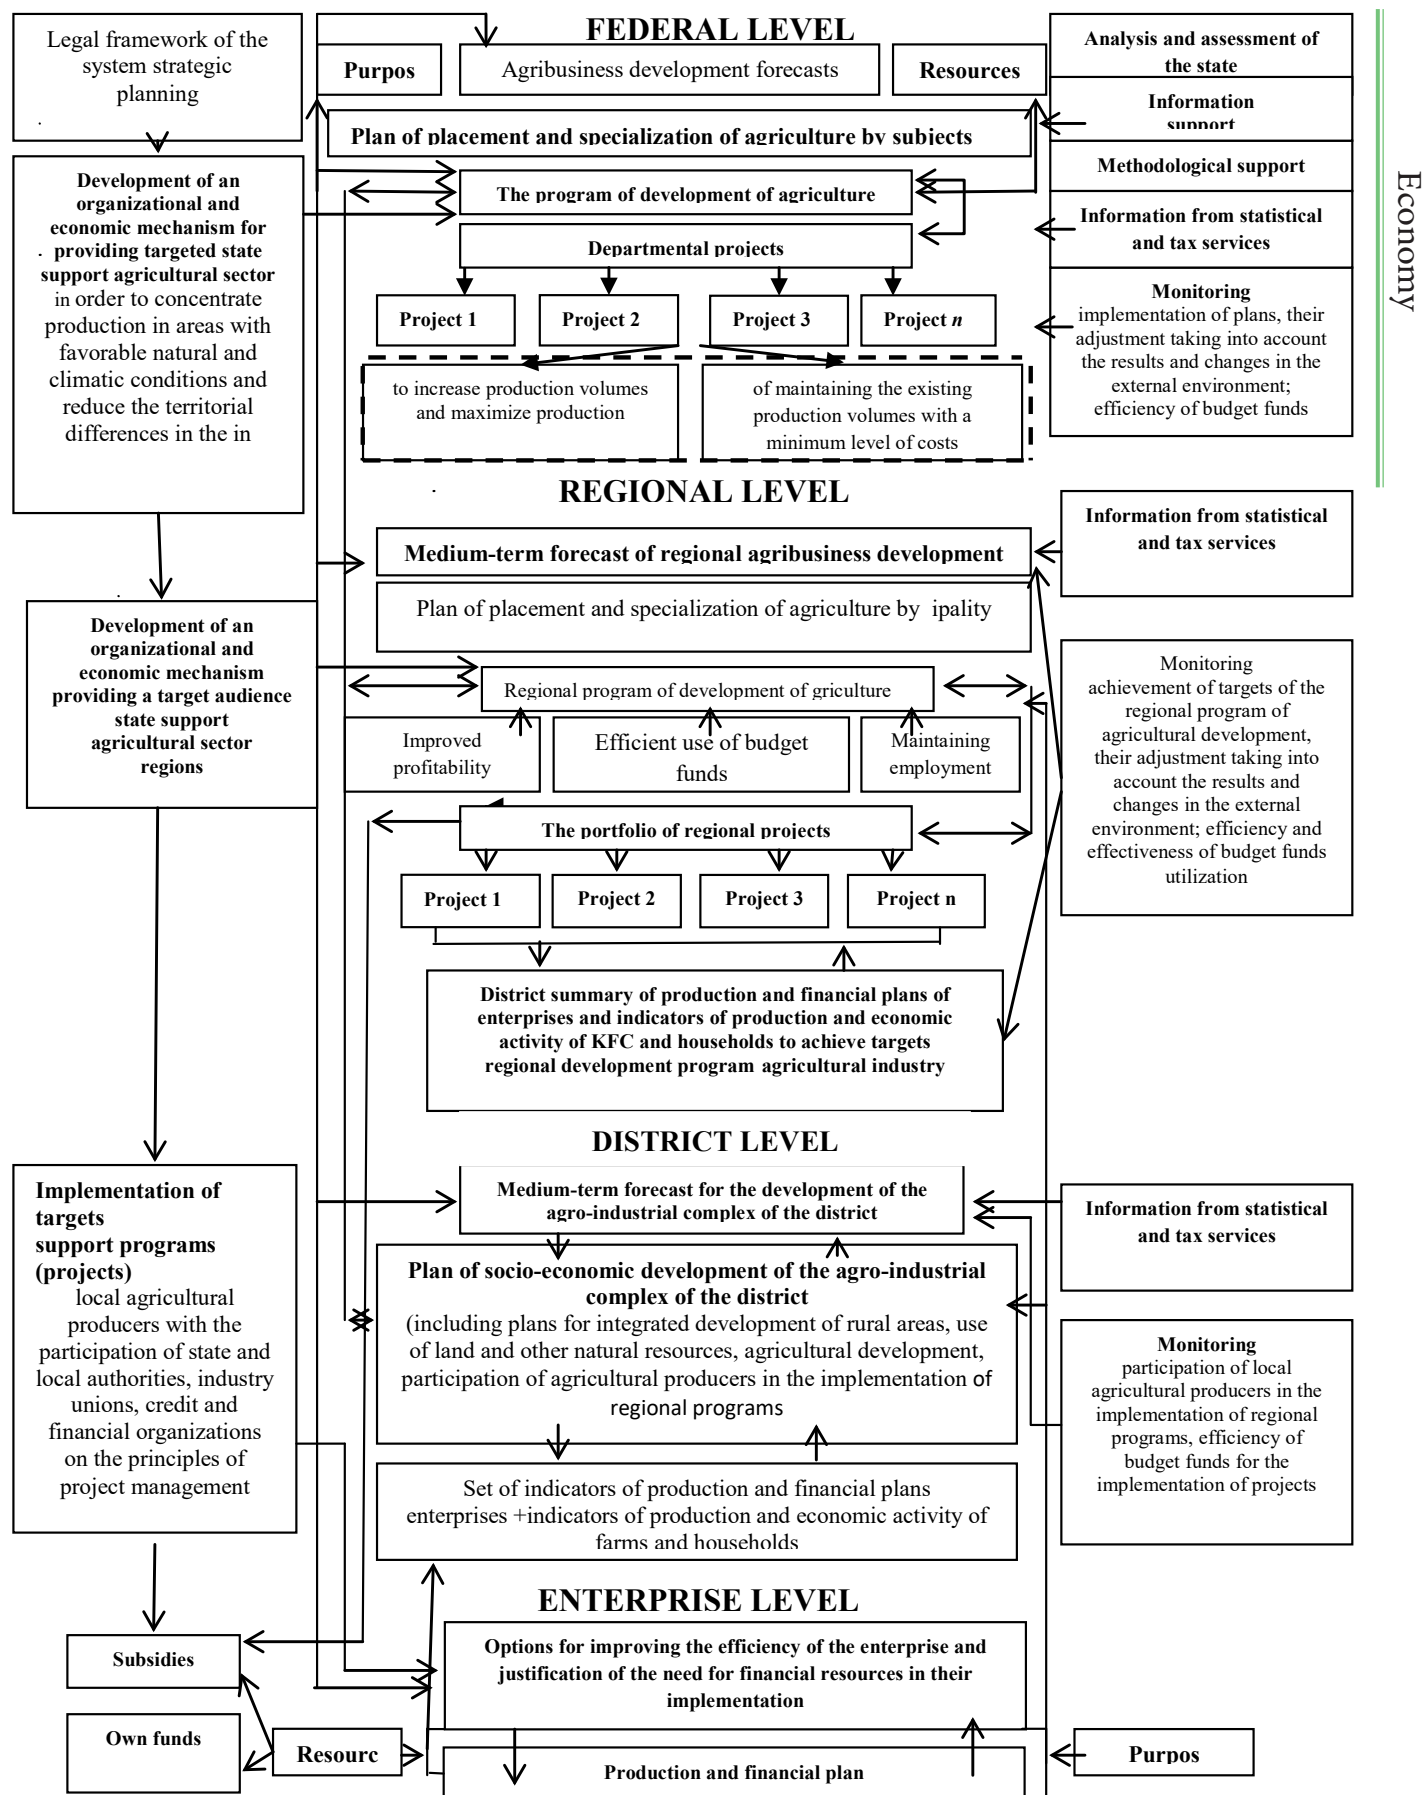 FEDERAL LEVEL
Legal framework of the
system strategic
planning
Purpos
Agribusiness development forecasts
Resources
Analysis and assessment of
the state
Information
support
Plan of placement and specialization of agriculture by subjects
Methodological support
Development of an
organizational and
economic mechanism for
providing targeted state
support agricultural sector
in order to concentrate
production in areas with
favorable natural and
climatic conditions and
reduce the territorial
differences in the in
The program of development of agriculture
Information from statistical
and tax services
Departmental projects
Monitoring
implementation of plans, their
adjustment taking into account
the results and changes in the
external environment;
efficiency of budget funds
Economy
Project 1
Project 2
Project 3
Project n
to increase production volumes
and maximize production
of maintaining the existing
production volumes with a
minimum level of costs
REGIONAL LEVEL
Medium-term forecast of regional agribusiness development
Information from statistical
and tax services
Plan of placement and specialization of agriculture by ipality
Development of an
organizational and
economic mechanism
providing a target audience
state support
agricultural sector
regions
Regional program of development of griculture
Monitoring
achievement of targets of the
regional program of
agricultural development,
their adjustment taking into
account the results and
changes in the external
environment; efficiency and
effectiveness of budget funds
utilization
Improved
profitability
Efficient use of budget
funds
Maintaining
employment
The portfolio of regional projects
Project 1
Project 2
Project 3
Project n
District summary of production and financial plans of
enterprises and indicators of production and economic
activity of KFC and households to achieve targets
regional development program agricultural industry
DISTRICT LEVEL
Implementation of
targets
support programs
(projects)
local agricultural
producers with the
participation of state and
local authorities, industry
unions, credit and
financial organizations
on the principles of
project management
Medium-term forecast for the development of the
agro-industrial complex of the district
Information from statistical
and tax services
Plan of socio-economic development of the agro-industrial
complex of the district
(including plans for integrated development of rural areas, use
of land and other natural resources, agricultural development,
participation of agricultural producers in the implementation of
regional programs
Monitoring
participation of local
agricultural producers in the
implementation of regional
programs, efficiency of
budget funds for the
implementation of projects
Set of indicators of production and financial plans
enterprises +indicators of production and economic activity of
farms and households
ENTERPRISE LEVEL
Subsidies
Options for improving the efficiency of the enterprise and
justification of the need for financial resources in their
implementation
Own funds
Resourc
Purpos
Production and financial plan